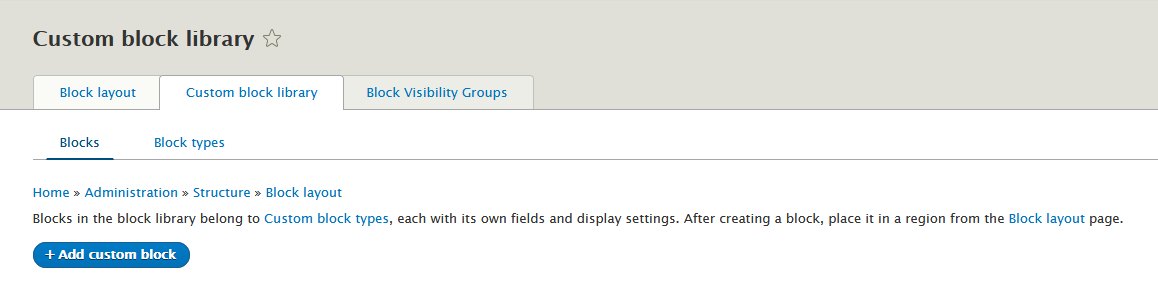 Custom block library
Block layout Custom block library Block Visibility Groups
Blocks Block types
Home » Administration » Structure » Block layout
Blocks in the block library belong to Custom block types, each with its own fields and display settings. After creating a block, place it in a region from the Block layout page.
+ Add custom block